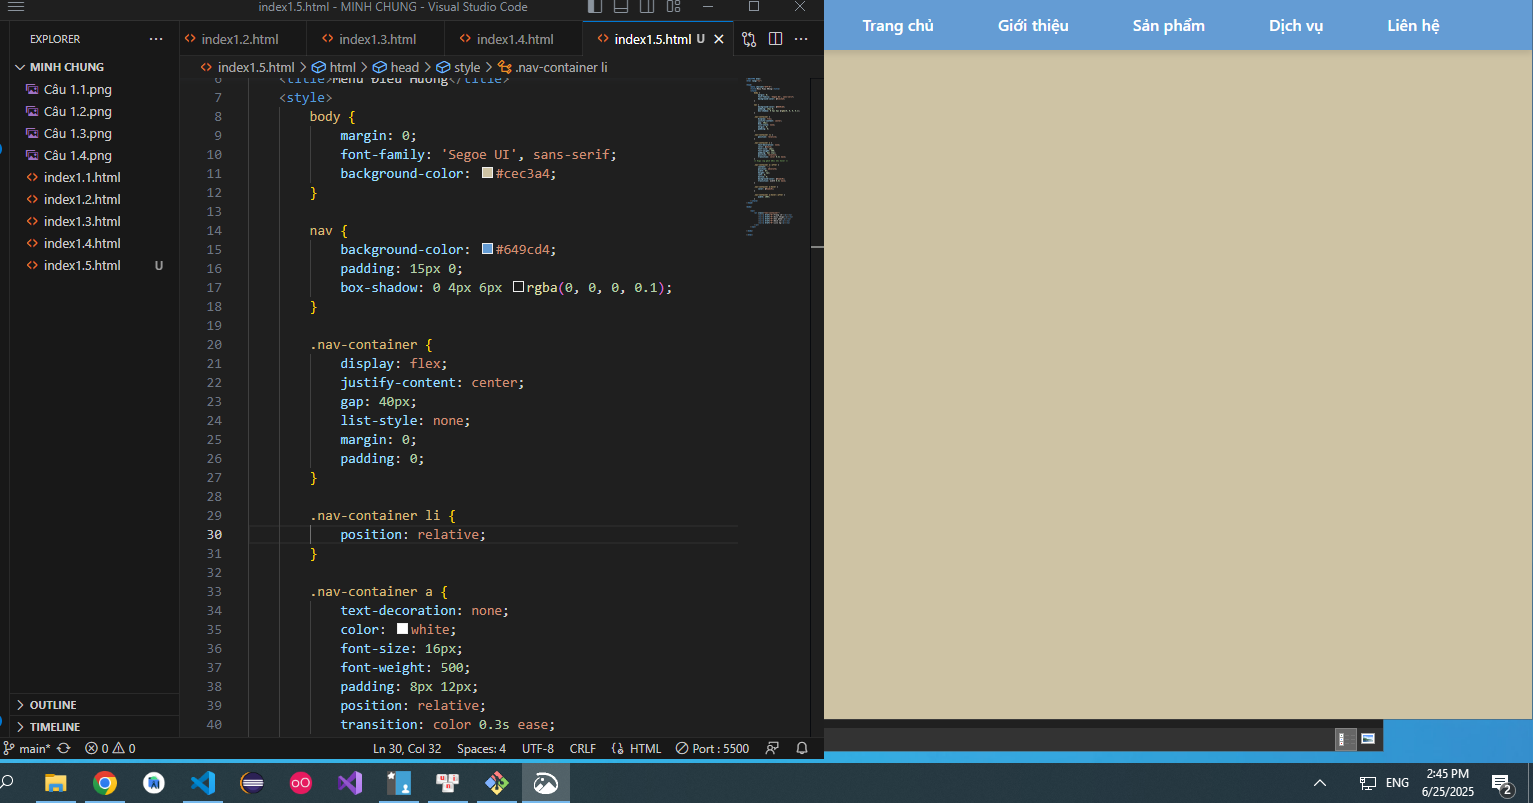 index1.5.html - MINH CHUNG - Visual Studio Code
EXPLORER
MINH CHUNG
Câu 1.1.png
Câu 1.2.png
Câu 1.3.png
Câu 1.4.png
index1.1.html
index1.2.html
index1.3.html
index1.4.html
index1.5.html U
OUTLINE
TIMELINE
index1.2.html index1.3.html index1.4.html index1.5.html U
index1.5.html > html > head > style > .nav-container li
6 <title>Menu Điều Hướng</title>
7 <style>
8 body {
9 margin: 0;
10 font-family: 'Segoe UI', sans-serif;
11 background-color: #cec3a4;
12 }
13
14 nav {
15 background-color: #649cd4;
16 padding: 15px 0;
17 box-shadow: 0 4px 6px rgba(0, 0, 0, 0.1);
18 }
19
20 .nav-container {
21 display: flex;
22 justify-content: center;
23 gap: 40px;
24 list-style: none;
25 margin: 0;
26 padding: 0;
27 }
28
29 .nav-container li {
30 position: relative;
31 }
32
33 .nav-container a {
34 text-decoration: none;
35 color: white;
36 font-size: 16px;
37 font-weight: 500;
38 padding: 8px 12px;
39 position: relative;
40 transition: color 0.3s ease;
main* 0 0 Ln 30, Col 32 Spaces: 4 UTF-8 CRLF HTML Port : 5500
Trang chủ Giới thiệu Sản phẩm Dịch vụ Liên hệ
ENG
2:45 PM
6/25/2025
2